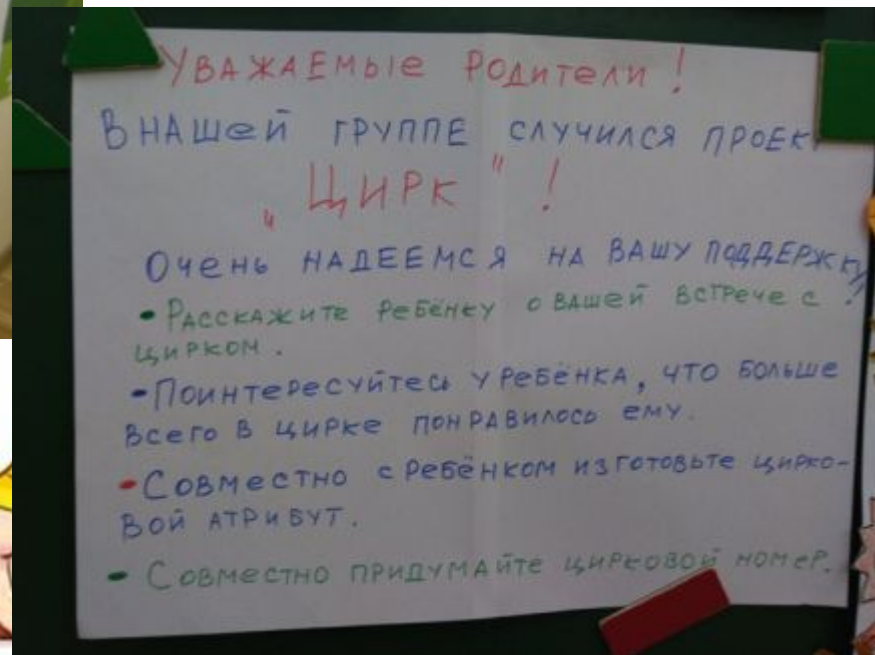 УВАЖАЕМЫЕ РОДИТЕЛИ!
В НАШЕЙ ГРУППЕ СЛУЧИЛСЯ ПРОЕК
„ЦИРК"!
ОЧЕНЬ НАДЕЕМСЯ НА ВАШУ ПОДДЕРЖКУ!
• РАССКАЖИТЕ РЕБЁНКУ О ВАШЕЙ ВСТРЕЧЕ С
ЦИРКОМ.
• ПОИНТЕРЕСУЙТЕСЬ У РЕБЁНКА, ЧТО БОЛЬШЕ
ВСЕГО В ЦИРКЕ ПОНРАВИЛОСЬ ЕМУ.
• СОВМЕСТНО С РЕБЁНКОМ ИЗГОТОВЬТЕ ЦИРКО-
ВОЙ АТРИБУТ.
• СОВМЕСТНО ПРИДУМАЙТЕ ЦИРКОВОЙ НОМЕР.